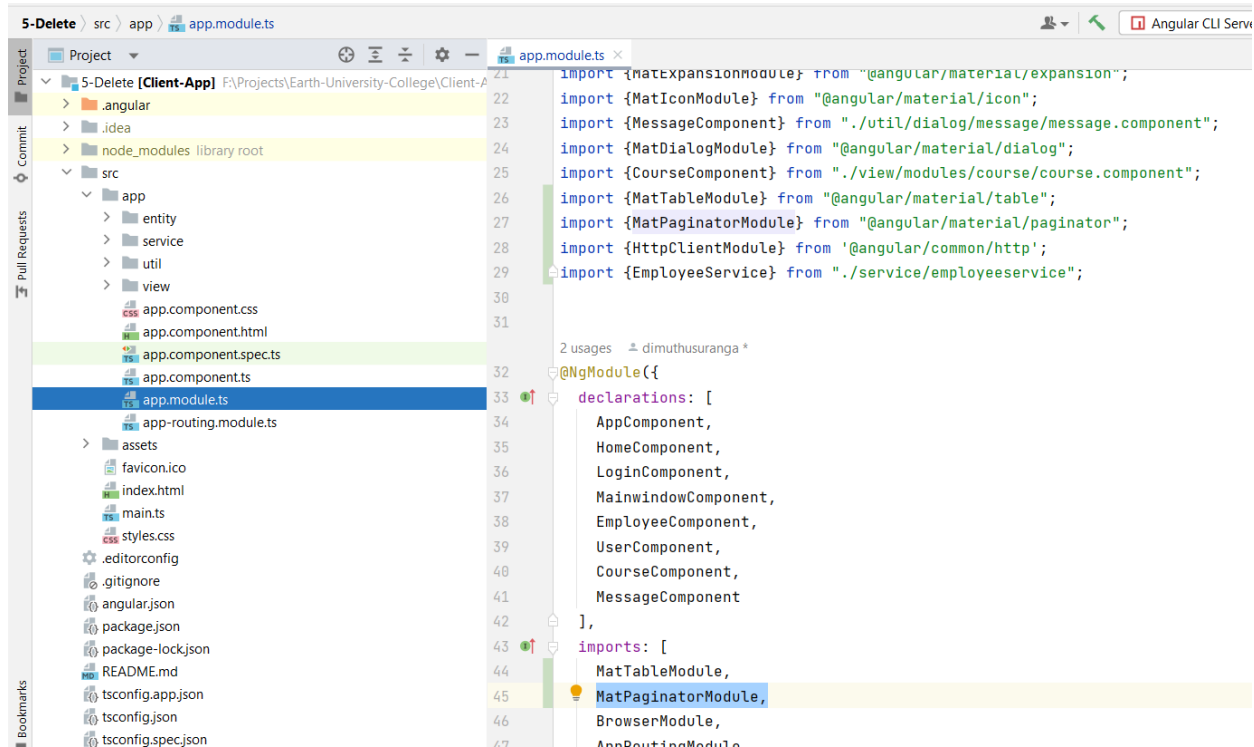 5-Delete src app app.module.ts
Angular CLI Serve
Project
app.module.ts
Project
Commit
Pull Requests
Bookmarks
5-Delete [Client-App] F:\Projects\Earth-University-College\Client-A
.angular
.idea
node_modules library root
src
app
entity
service
util
view
app.component.css
app.component.html
app.component.spec.ts
app.component.ts
app.module.ts
app-routing.module.ts
assets
favicon.ico
index.html
main.ts
styles.css
.editorconfig
.gitignore
angular.json
package.json
package-lock.json
README.md
tsconfig.app.json
tsconfig.json
tsconfig.spec.json
21 import {MatExpansionModule} from "@angular/material/expansion";
22 import {MatIconModule} from "@angular/material/icon";
23 import {MessageComponent} from "./util/dialog/message/message.component";
24 import {MatDialogModule} from "@angular/material/dialog";
25 import {CourseComponent} from "./view/modules/course/course.component";
26 import {MatTableModule} from "@angular/material/table";
27 import {MatPaginatorModule} from "@angular/material/paginator";
28 import {HttpClientModule} from '@angular/common/http';
29 import {EmployeeService} from "./service/employeeservice";
30
31
2 usages dimuthusuranga *
32 @NgModule({
33 declarations: [
34 AppComponent,
35 HomeComponent,
36 LoginComponent,
37 MainwindowComponent,
38 EmployeeComponent,
39 UserComponent,
40 CourseComponent,
41 MessageComponent
42 ],
43 imports: [
44 MatTableModule,
45 MatPaginatorModule,
46 BrowserModule,
47 AppRoutingModule